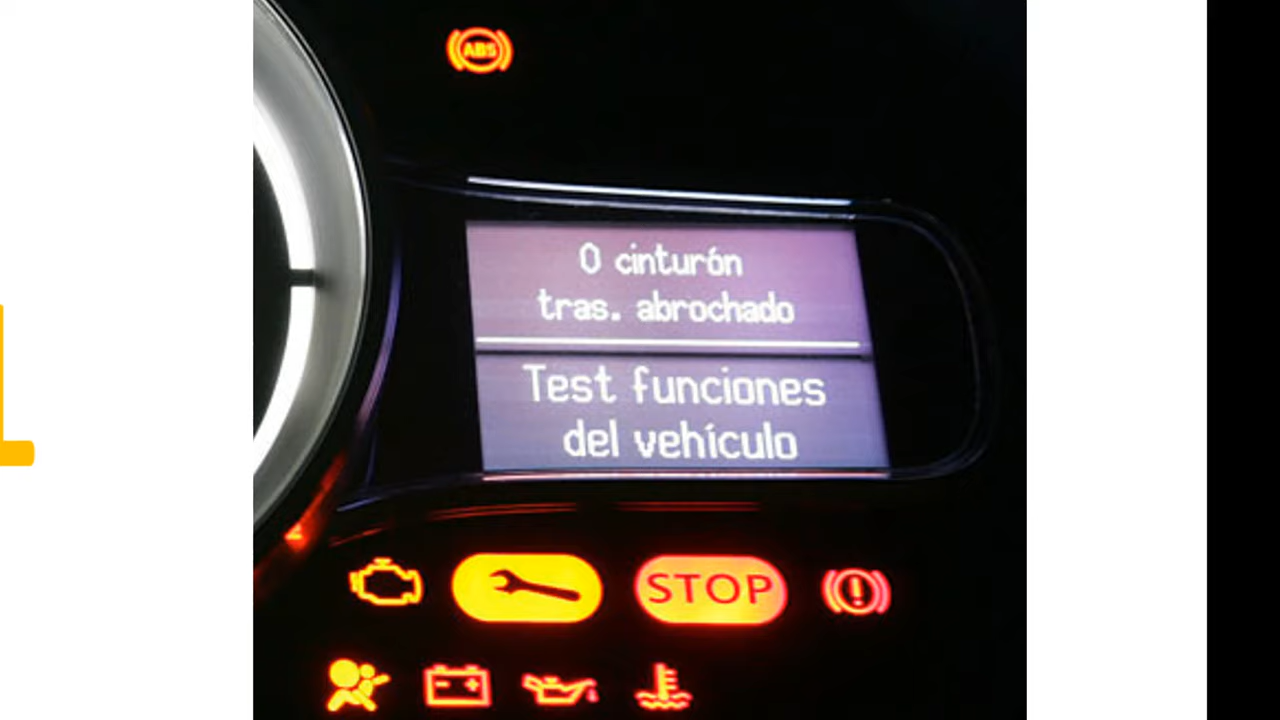 ABS
0 cinturón
tras. abrochado
Test funciones
del vehículo
STOP